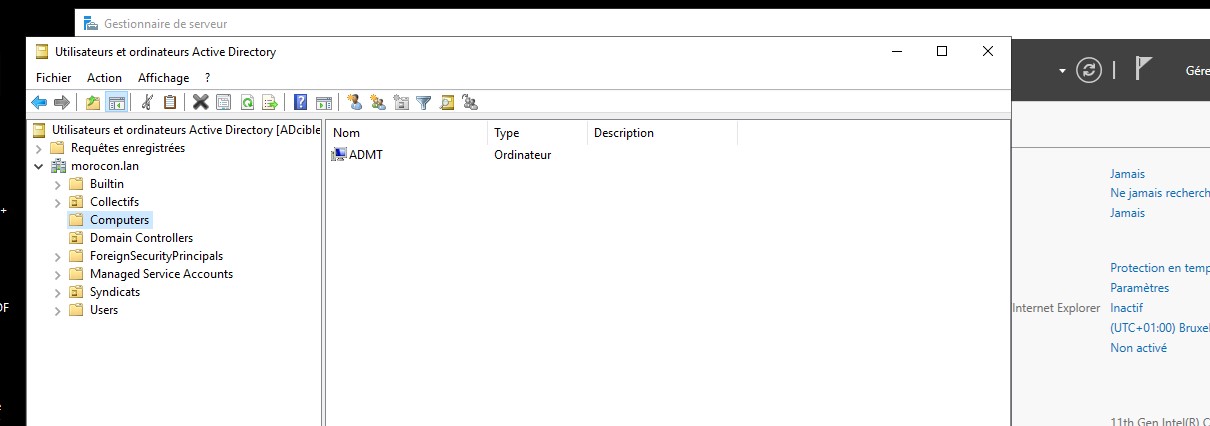 Gestionnaire de serveur
Utilisateurs et ordinateurs Active Directory
Fichier Action Affichage ?
Gére
Utilisateurs et ordinateurs Active Directory [ADcible
Requêtes enregistrées
morocon.lan
Builtin
Collectifs
Computers
Domain Controllers
ForeignSecurityPrincipals
Managed Service Accounts
Syndicats
Users
Nom Type Description
ADMT Ordinateur
Jamais
Ne jamais recherch
Jamais
Protection en temp
Paramètres
Internet Explorer Inactif
(UTC+01:00) Bruxel
Non activé
11th Gen Intel(R) C
+
DF